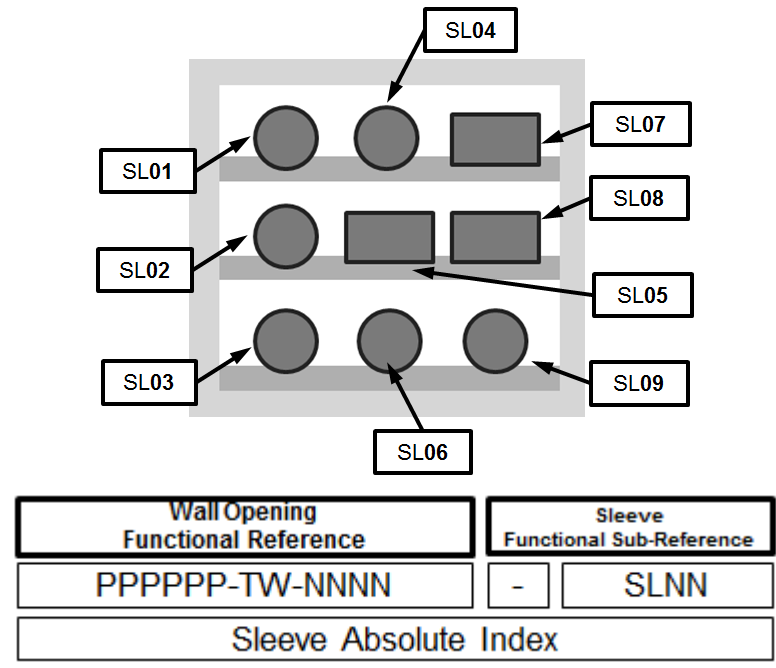 SL04
SL07
SL01
SL08
SL02
SL05
SL03
SL09
SL06
Wall Opening
Functional Reference
Sleeve
Functional Sub-Reference
PPPPPP-TW-NNNN
-
SLNN
Sleeve Absolute Index